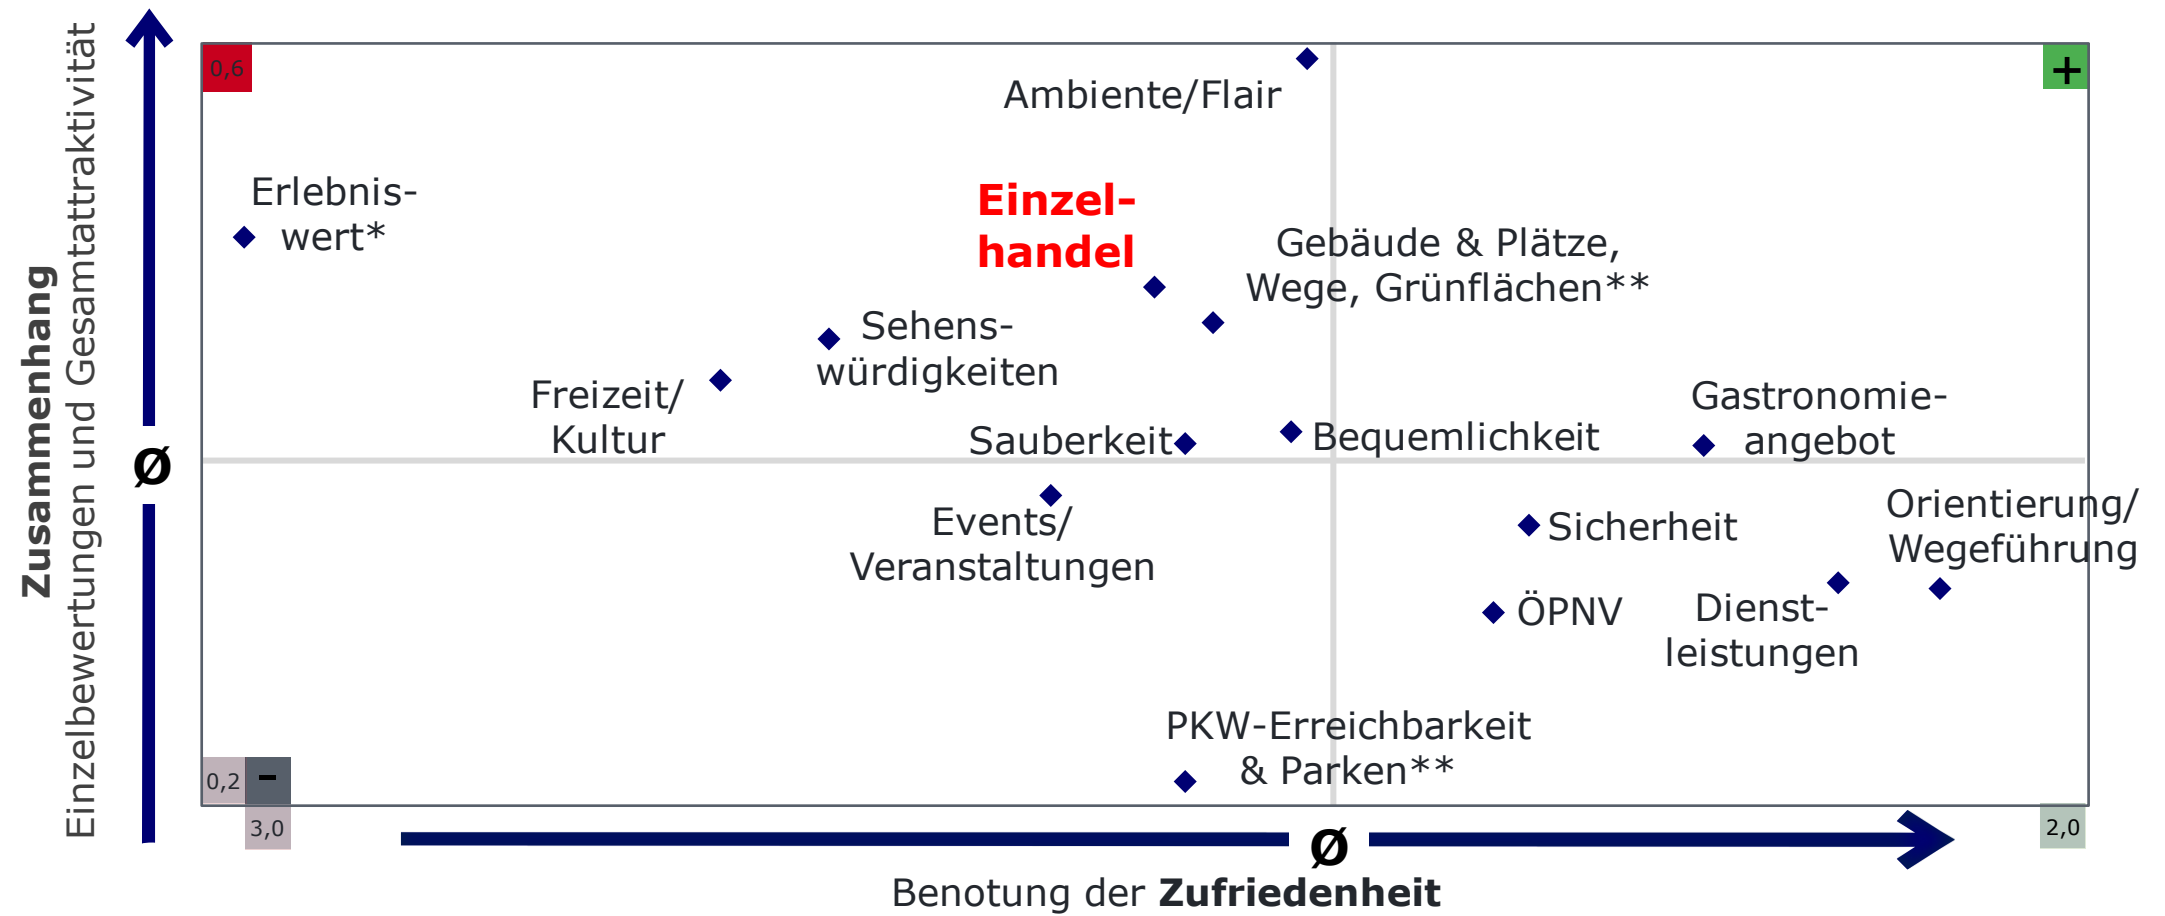 Zusammenhang
Einzelbewertungen und Gesamtattraktivität
Ø
0,6
+
Ambiente/Flair
Erlebnis-
wert*
Einzel-
handel
Gebäude & Plätze,
Wege, Grünflächen**
Sehens-
würdigkeiten
Freizeit/
Kultur
Sauberkeit
Bequemlichkeit
Gastronomie-
angebot
Events/
Veranstaltungen
Sicherheit
Orientierung/
Wegeführung
ÖPNV
Dienst-
leistungen
PKW-Erreichbarkeit
& Parken**
0,2
-
3,0
2,0
Ø
Benotung der Zufriedenheit